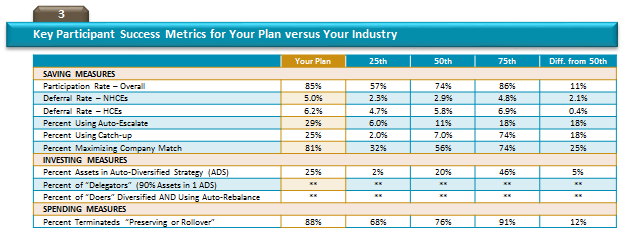 3
Key Participant Success Metrics for Your Plan versus Your Industry
Your Plan 25th 50th 75th Diff. from 50th
SAVING MEASURES
Participation Rate – Overall 85% 57% 74% 86% 11%
Deferral Rate – NHCEs 5.0% 2.3% 2.9% 4.8% 2.1%
Deferral Rate – HCEs 6.2% 4.7% 5.8% 6.9% 0.4%
Percent Using Auto-Escalate 29% 6.0% 11% 18% 18%
Percent Using Catch-up 25% 2.0% 7.0% 74% 18%
Percent Maximizing Company Match 81% 32% 56% 74% 25%
INVESTING MEASURES
Percent Assets in Auto-Diversified Strategy (ADS) 25% 2% 20% 46% 5%
Percent of "Delegators" (90% Assets in 1 ADS) ** ** ** ** **
Percent of "Doers" Diversified AND Using Auto-Rebalance ** ** ** ** **
SPENDING MEASURES
Percent Terminateds "Preserving or Rollover" 88% 68% 76% 91% 12%